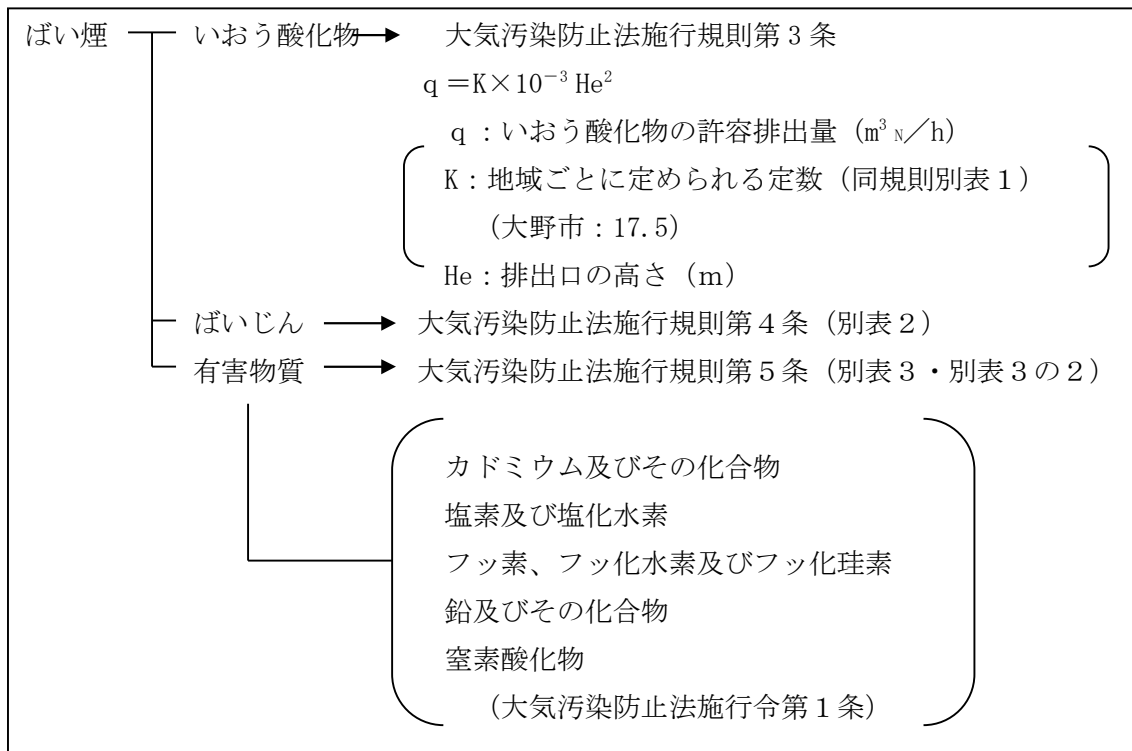 ばい煙 いおう酸化物 大気汚染防止法施行規則第3条
q=K×10⁻³ He²
q:いおう酸化物の許容排出量(m³ɴ/h)
K:地域ごとに定められる定数(同規則別表1)
(大野市:17.5)
He:排出口の高さ(m)
ばいじん 大気汚染防止法施行規則第4条(別表2)
有害物質 大気汚染防止法施行規則第5条(別表3・別表3の2)
カドミウム及びその化合物
塩素及び塩化水素
フッ素、フッ化水素及びフッ化珪素
鉛及びその化合物
窒素酸化物
(大気汚染防止法施行令第1条)